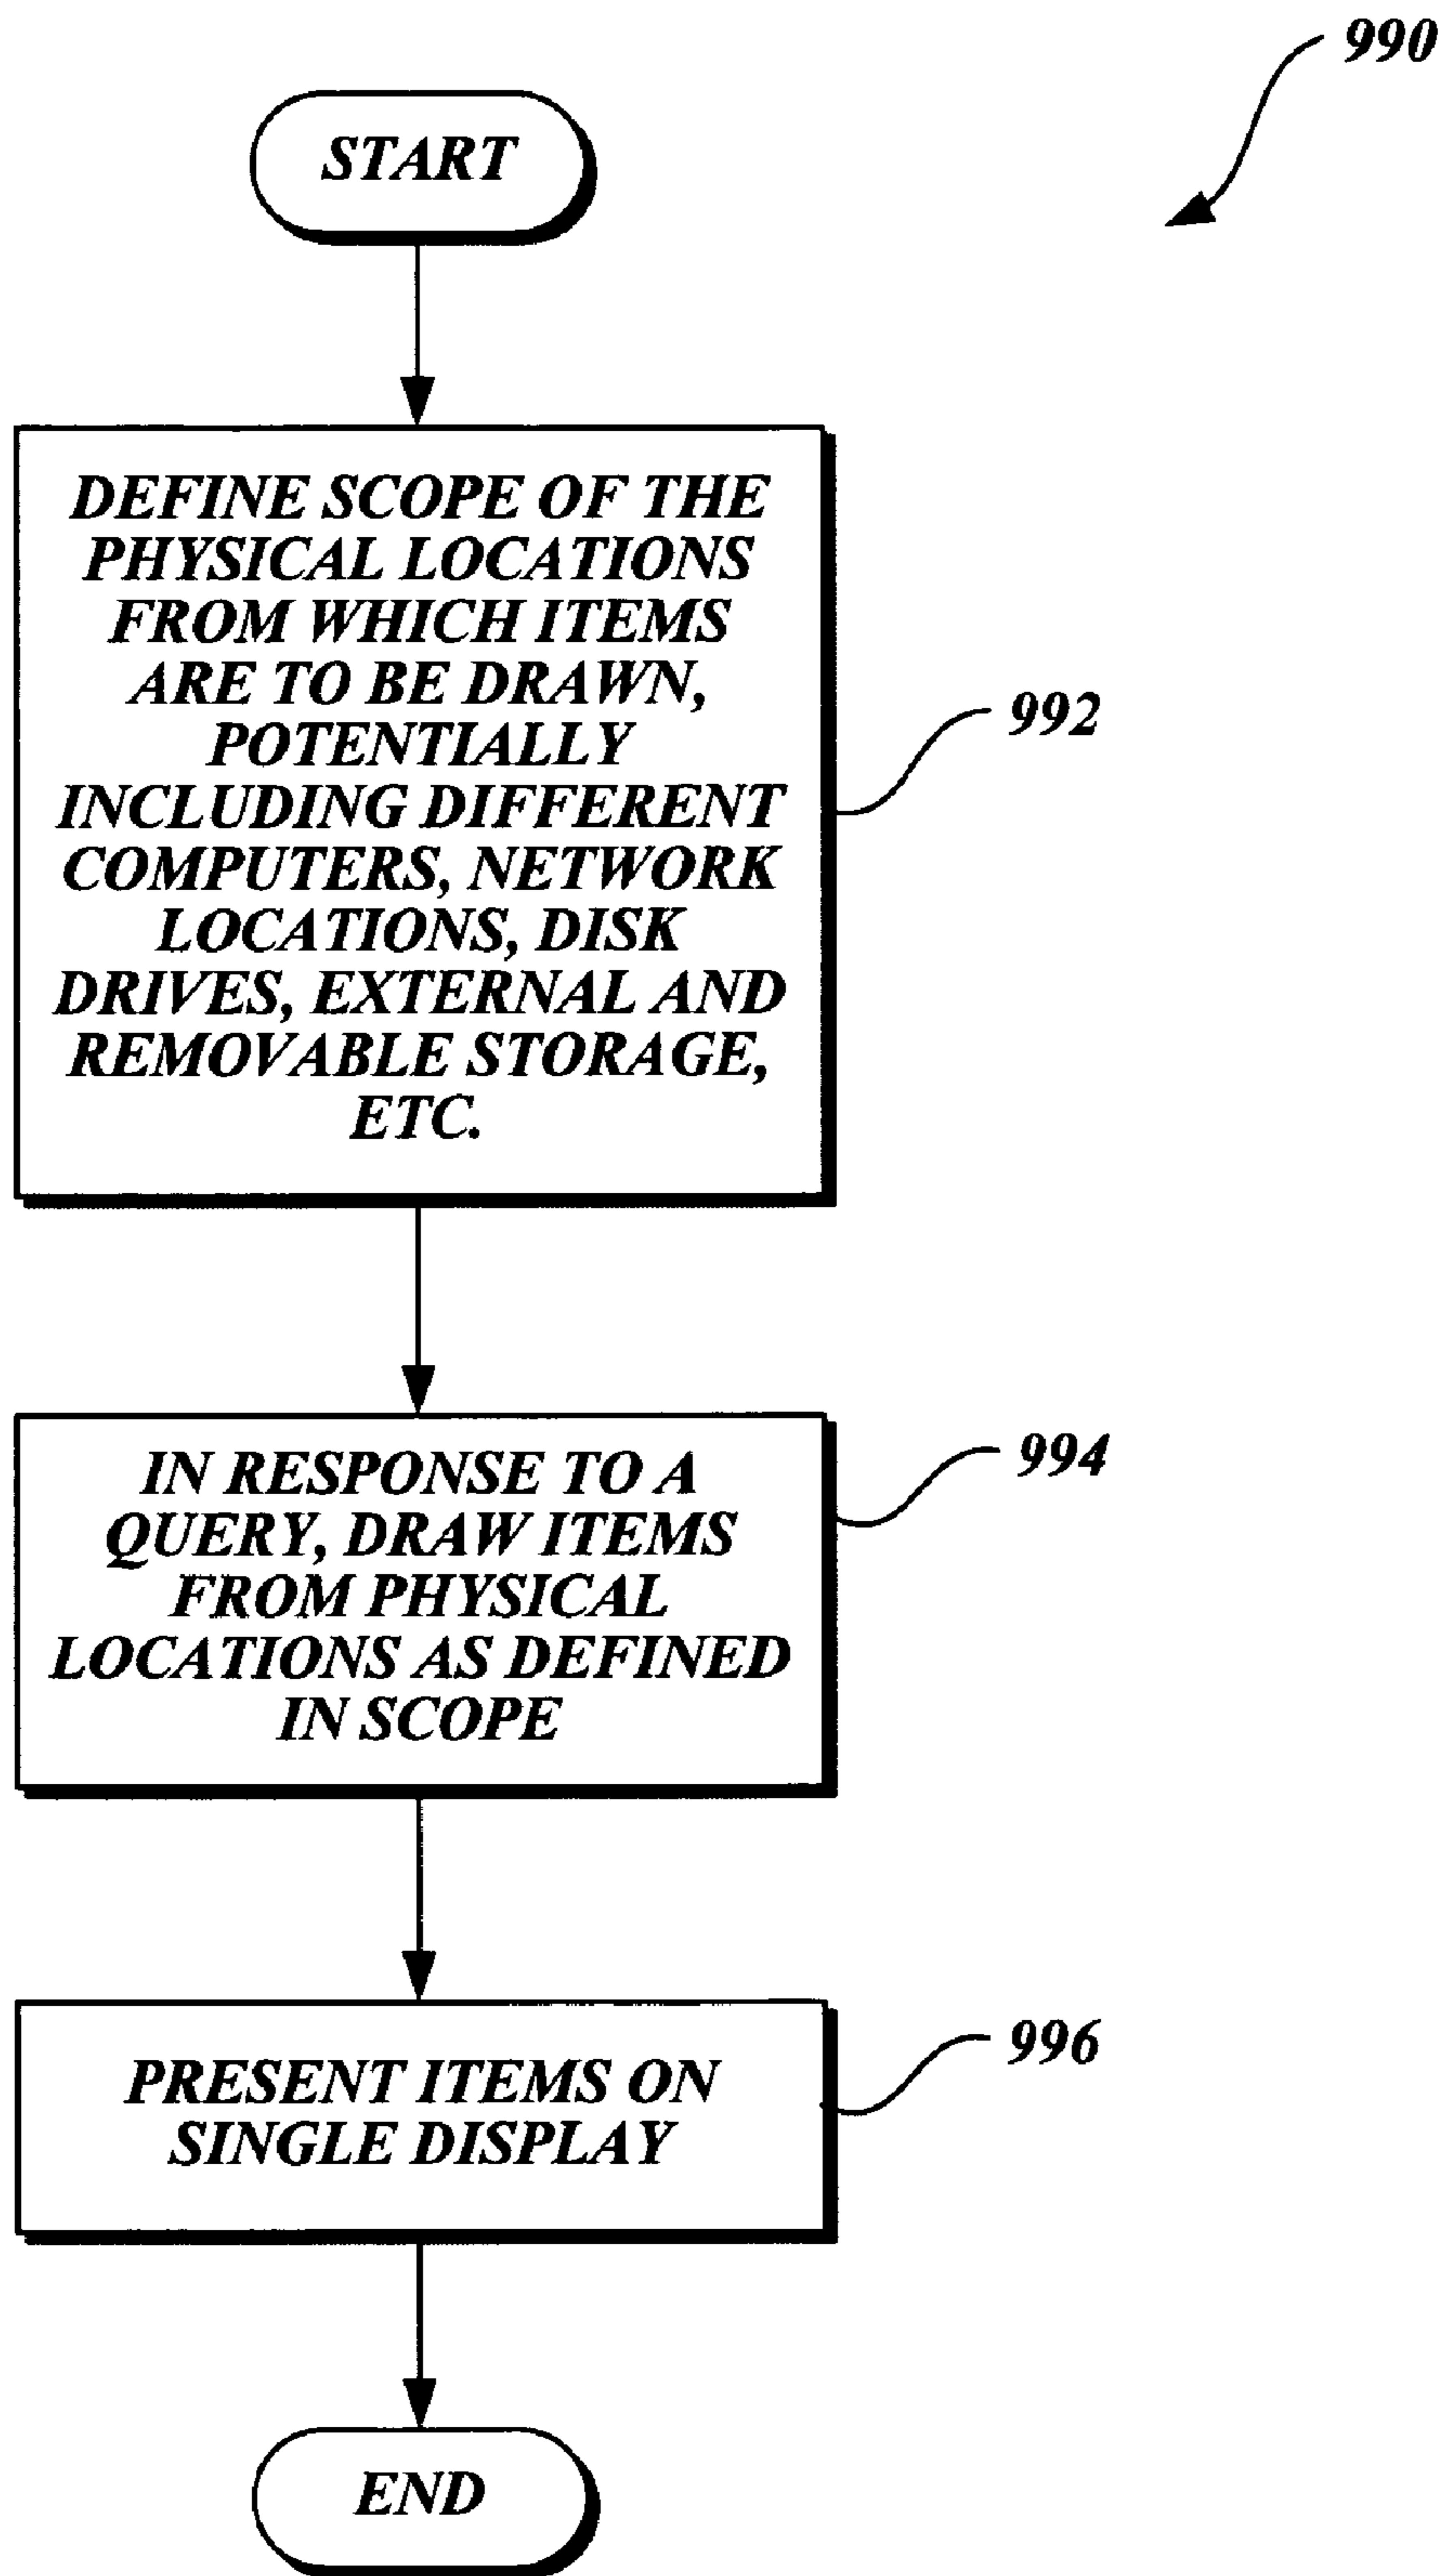 990
START
DEFINE SCOPE OF THE
PHYSICAL LOCATIONS
FROM WHICH ITEMS
ARE TO BE DRAWN,
POTENTIALLY
INCLUDING DIFFERENT
COMPUTERS, NETWORK
LOCATIONS, DISK
DRIVES, EXTERNAL AND
REMOVABLE STORAGE,
ETC.
992
IN RESPONSE TO A
QUERY, DRAW ITEMS
FROM PHYSICAL
LOCATIONS AS DEFINED
IN SCOPE
994
PRESENT ITEMS ON
SINGLE DISPLAY
996
END